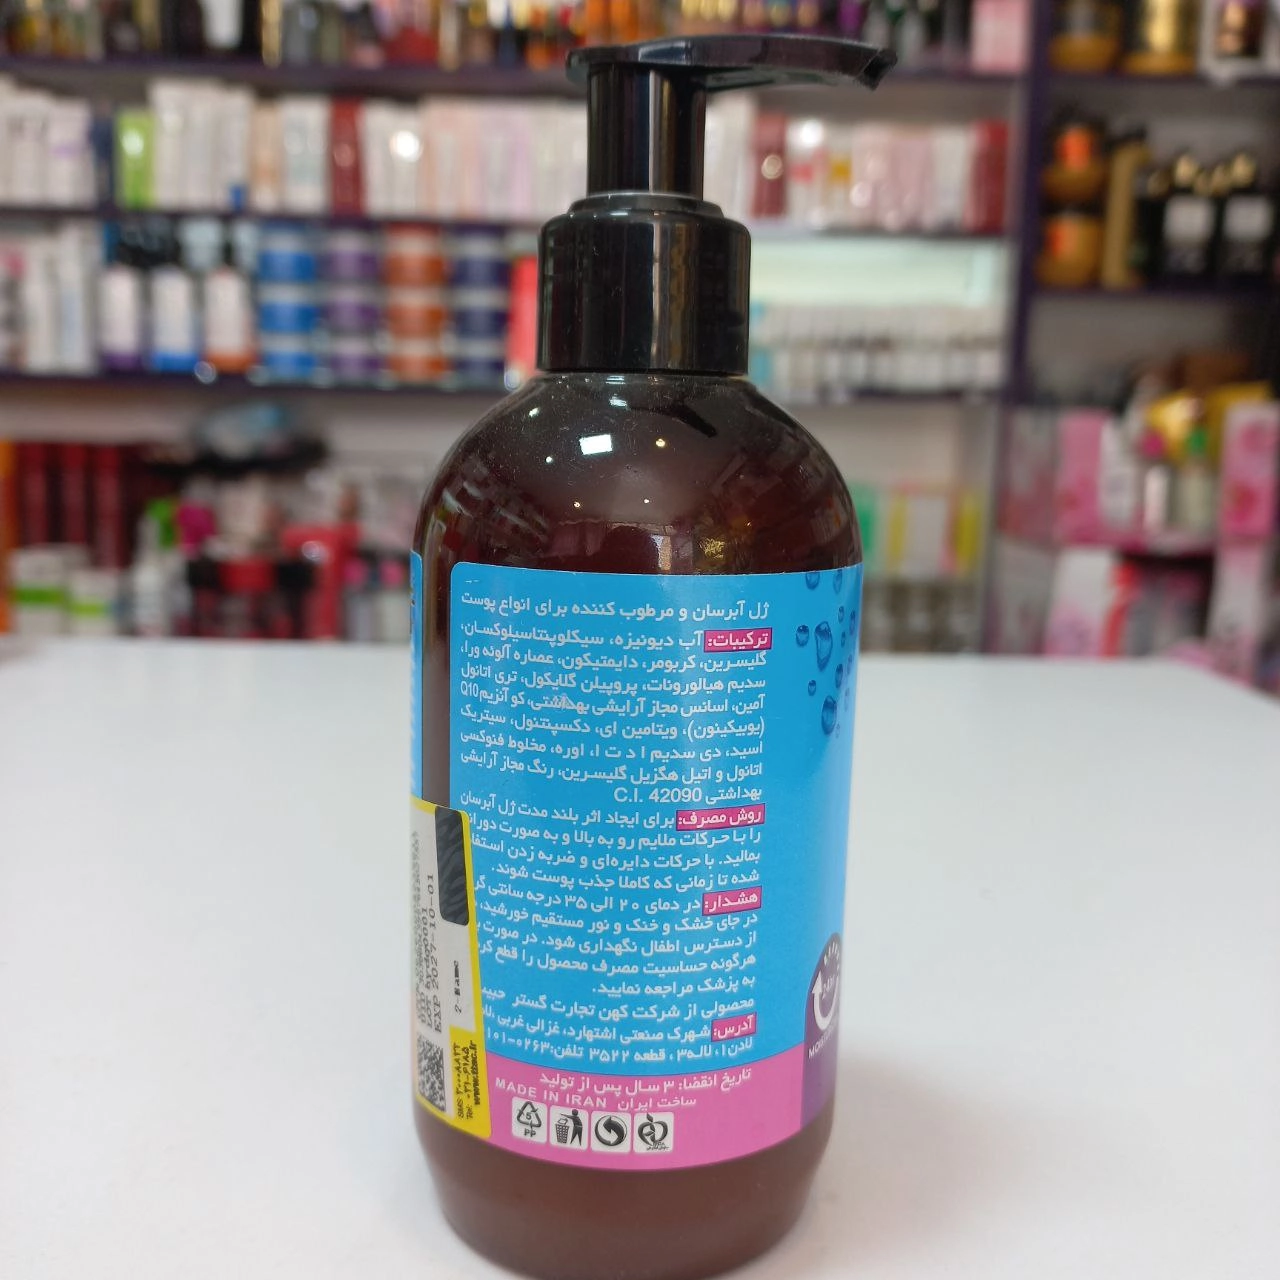 ژل آبرسان و مرطوب کننده برای انواع پوست
ترکیبات: آب دیونیزه، سیکلوپنتاسیلوکسان،
گلیسرین، کربومر، دایمتیکون، عصاره آلوئه ورا،
سدیم هیالورونات، پروپیلن گلایکول، تری اتانول
آمین، اسانس مجاز آرایشی بهداشتی، کو آنزیم Q10
(یوبیکینون)، ویتامین ای، دکسپنتنول، سیتریک
اسید، دی سدیم ا د ت ا، اوره، مخلوط فنوکسی
اتانول و اتیل هگزیل گلیسرین، رنگ مجاز آرایشی
بهداشتی C.I. 42090
روش مصرف: برای ایجاد اثر بلند مدت ژل آبرسان
را با حرکات ملایم رو به بالا و به صورت
بمالید. با حرکات دایره‌ای و ضربه زدن
شده تا زمانی که کاملا جذب پوست شوند.
هشدار: در دمای ۲۰ الی ۳۵ درجه سانتی
در جای خشک و خنک و نور مستقیم خورشید،
از دسترس اطفال نگهداری شود. در صورت
هرگونه حساسیت مصرف محصول را قطع
به پزشک مراجعه نمایید.
محصولی از شرکت کهن تجارت گستر
آدرس: شهرک صنعتی اشتهارد، غزالی غربی
لادن۱، لاله۳، قطعه ۳۵۲۲ تلفن:
تاریخ انقضا: ۳ سال پس از تولید
MADE IN IRAN ساخت ایران
5
PP
EXP 2027-10-01
www.ttac.ir